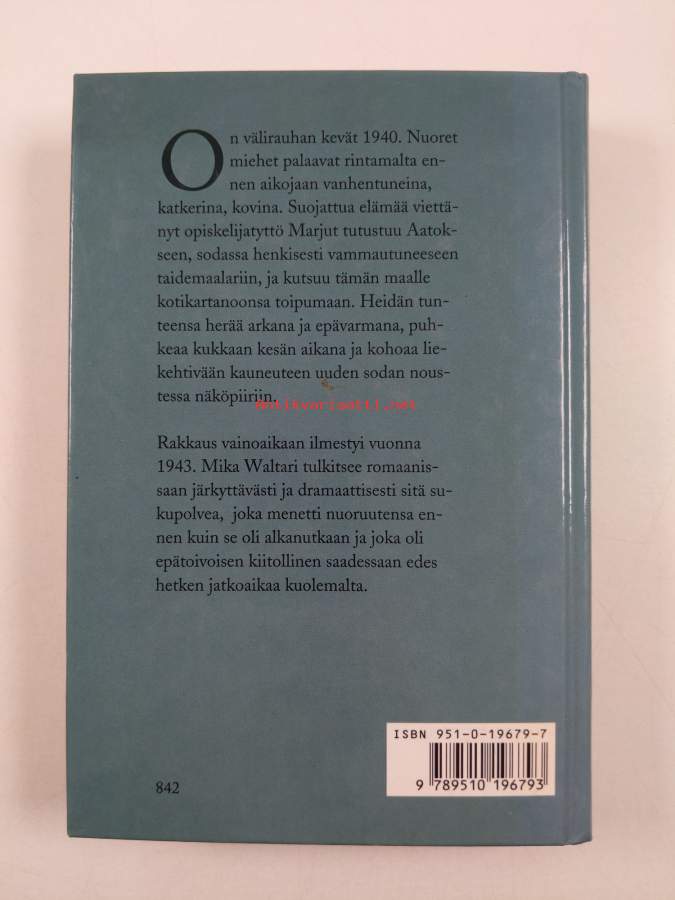 On välirauhan kevät 1940. Nuoret
miehet palaavat rintamalta en-
nen aikojaan vanhentuneina,
katkerina, kovina. Suojattua elämää viettä-
nyt opiskelijatyttö Marjut tutustuu Aatok-
seen, sodassa henkisesti vammautuneeseen
taidemaalariin, ja kutsuu tämän maalle
kotikartanoonsa toipumaan. Heidän tun-
teensa herää arkana ja epävarmana, puh-
keaa kukkaan kesän aikana ja kohoaa lie-
kehtivään kauneuteen uuden sodan nous-
tessa näköpiiriin.
Antikvariaatti.net
Rakkaus vainoaikaan ilmestyi vuonna
1943. Mika Waltari tulkitsee romaanis-
saan järkyttävästi ja dramaattisesti sitä su-
kupolvea, joka menetti nuoruutensa en-
nen kuin se oli alkanutkaan ja joka oli
epätoivoisen kiitollinen saadessaan edes
hetken jatkoaikaa kuolemalta.
ISBN 951-0-19679-7
9 789510 196793
842